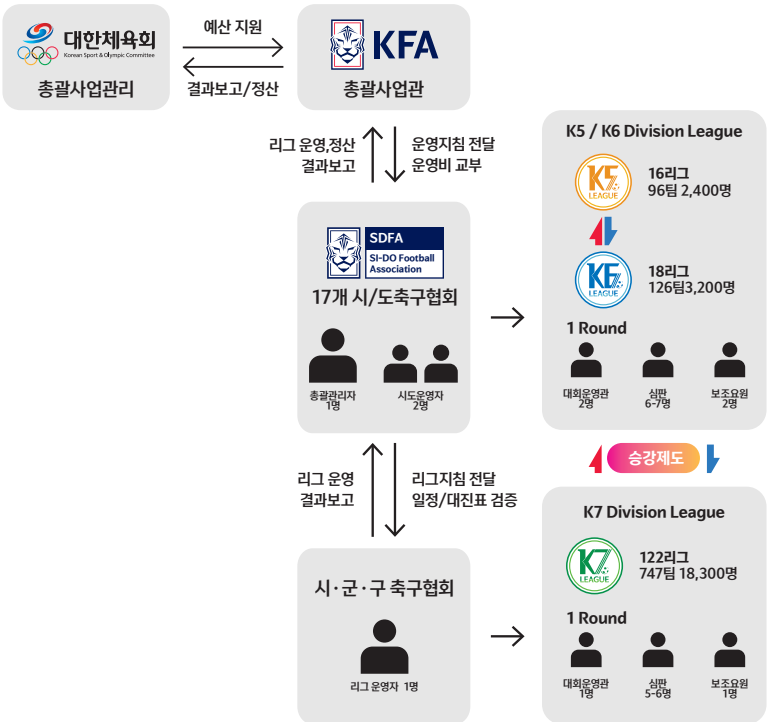 대한체육회
Korean Sport & Olympic Committee
총괄사업관리
예산 지원
결과보고/정산
KFA
총괄사업관
리그 운영,정산
결과보고
운영지침 전달
운영비 교부
SDFA
SI-DO Football
Association
17개 시/도축구협회
총괄관리자
1명
시도운영자
2명
K5 / K6 Division League
K5
LEAGUE
16리그
96팀 2,400명
K6
LEAGUE
18리그
126팀3,200명
1 Round
대회운영관
2명
심판
6-7명
보조요원
2명
승강제도
리그 운영
결과보고
리그지침 전달
일정/대진표 검증
시·군·구 축구협회
리그 운영자 1명
K7 Division League
K7
LEAGUE
122리그
747팀 18,300명
1 Round
대회운영관
1명
심판
5-6명
보조요원
1명